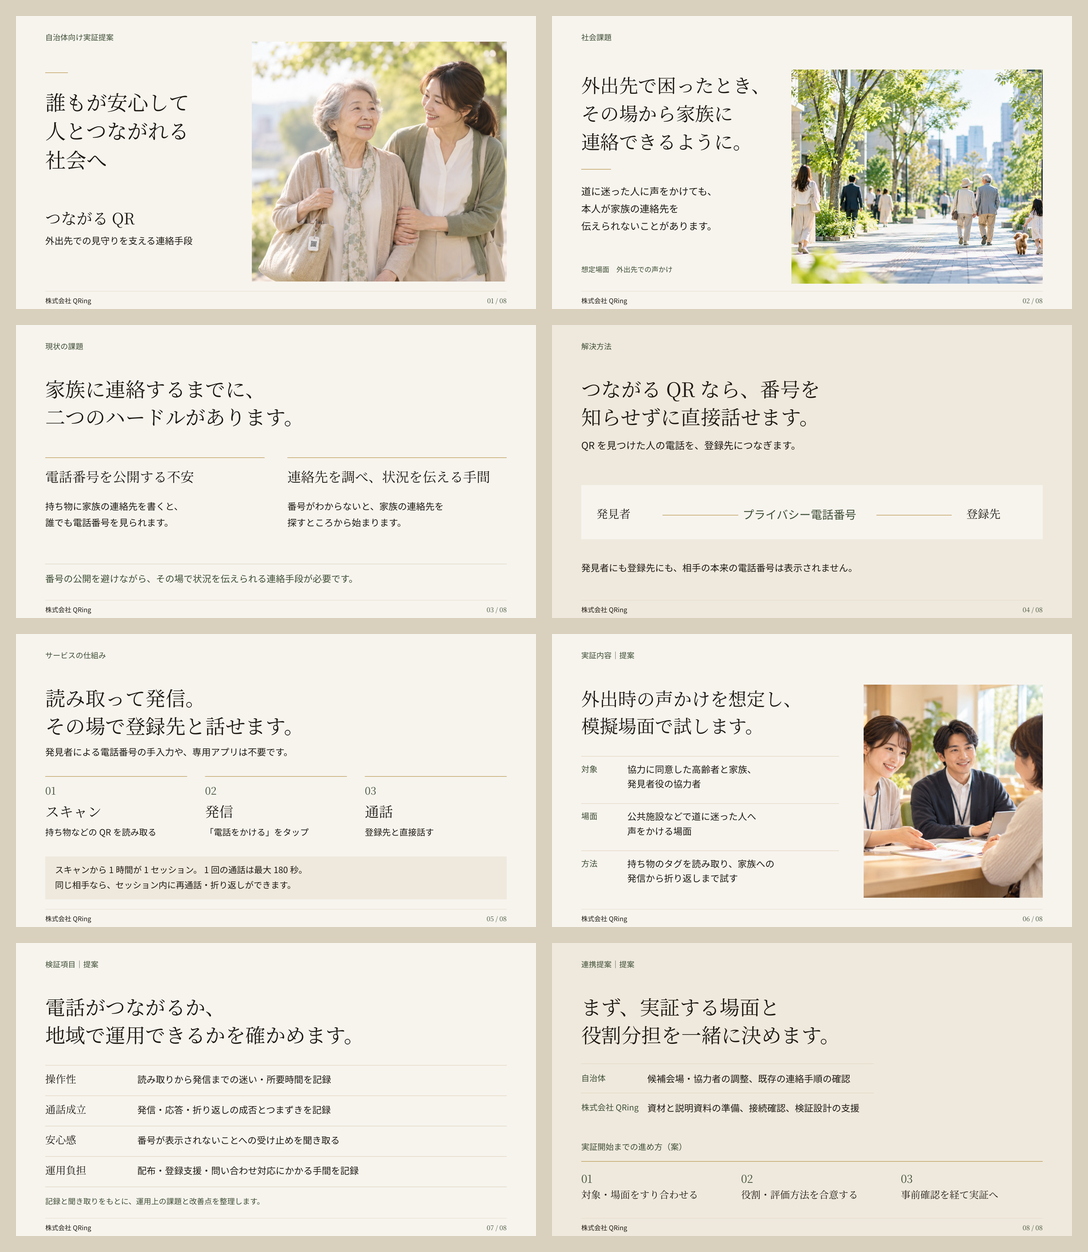 自治体向け実証提案
誰もが安心して
人とつながれる
社会へ
つながる QR
外出先での見守りを支える連絡手段
株式会社 QRing
01 / 08
社会課題
外出先で困ったとき、
その場から家族に
連絡できるように。
道に迷った人に声をかけても、
本人が家族の連絡先を
伝えられないことがあります。
想定場面　外出先での声かけ
株式会社 QRing
02 / 08
現状の課題
家族に連絡するまでに、
二つのハードルがあります。
電話番号を公開する不安
持ち物に家族の連絡先を書くと、
誰でも電話番号を見られます。
連絡先を調べ、状況を伝える手間
番号がわからないと、家族の連絡先を
探すところから始まります。
番号の公開を避けながら、その場で状況を伝えられる連絡手段が必要です。
株式会社 QRing
03 / 08
解決方法
つながる QR なら、番号を
知らせずに直接話せます。
QR を見つけた人の電話を、登録先につなぎます。
発見者
プライバシー電話番号
登録先
発見者にも登録先にも、相手の本来の電話番号は表示されません。
株式会社 QRing
04 / 08
サービスの仕組み
読み取って発信。
その場で登録先と話せます。
発見者による電話番号の手入力や、専用アプリは不要です。
01
スキャン
持ち物などの QR を読み取る
02
発信
「電話をかける」をタップ
03
通話
登録先と直接話す
スキャンから 1 時間が 1 セッション。 1 回の通話は最大 180 秒。
同じ相手なら、セッション内に再通話・折り返しができます。
株式会社 QRing
05 / 08
実証内容｜提案
外出時の声かけを想定し、
模擬場面で試します。
対象
協力に同意した高齢者と家族、
発見者役の協力者
場面
公共施設などで道に迷った人へ
声をかける場面
方法
持ち物のタグを読み取り、家族への
発信から折り返しまで試す
株式会社 QRing
06 / 08
検証項目｜提案
電話がつながるか、
地域で運用できるかを確かめます。
操作性
読み取りから発信までの迷い・所要時間を記録
通話成立
発信・応答・折り返しの成否とつまずきを記録
安心感
番号が表示されないことへの受け止めを聞き取る
運用負担
配布・登録支援・問い合わせ対応にかかる手間を記録
記録と聞き取りをもとに、運用上の課題と改善点を整理します。
株式会社 QRing
07 / 08
連携提案｜提案
まず、実証する場面と
役割分担を一緒に決めます。
自治体
候補会場・協力者の調整、既存の連絡手順の確認
株式会社 QRing
資材と説明資料の準備、接続確認、検証設計の支援
実証開始までの進め方（案）
01
対象・場面をすり合わせる
02
役割・評価方法を合意する
03
事前確認を経て実証へ
株式会社 QRing
08 / 08